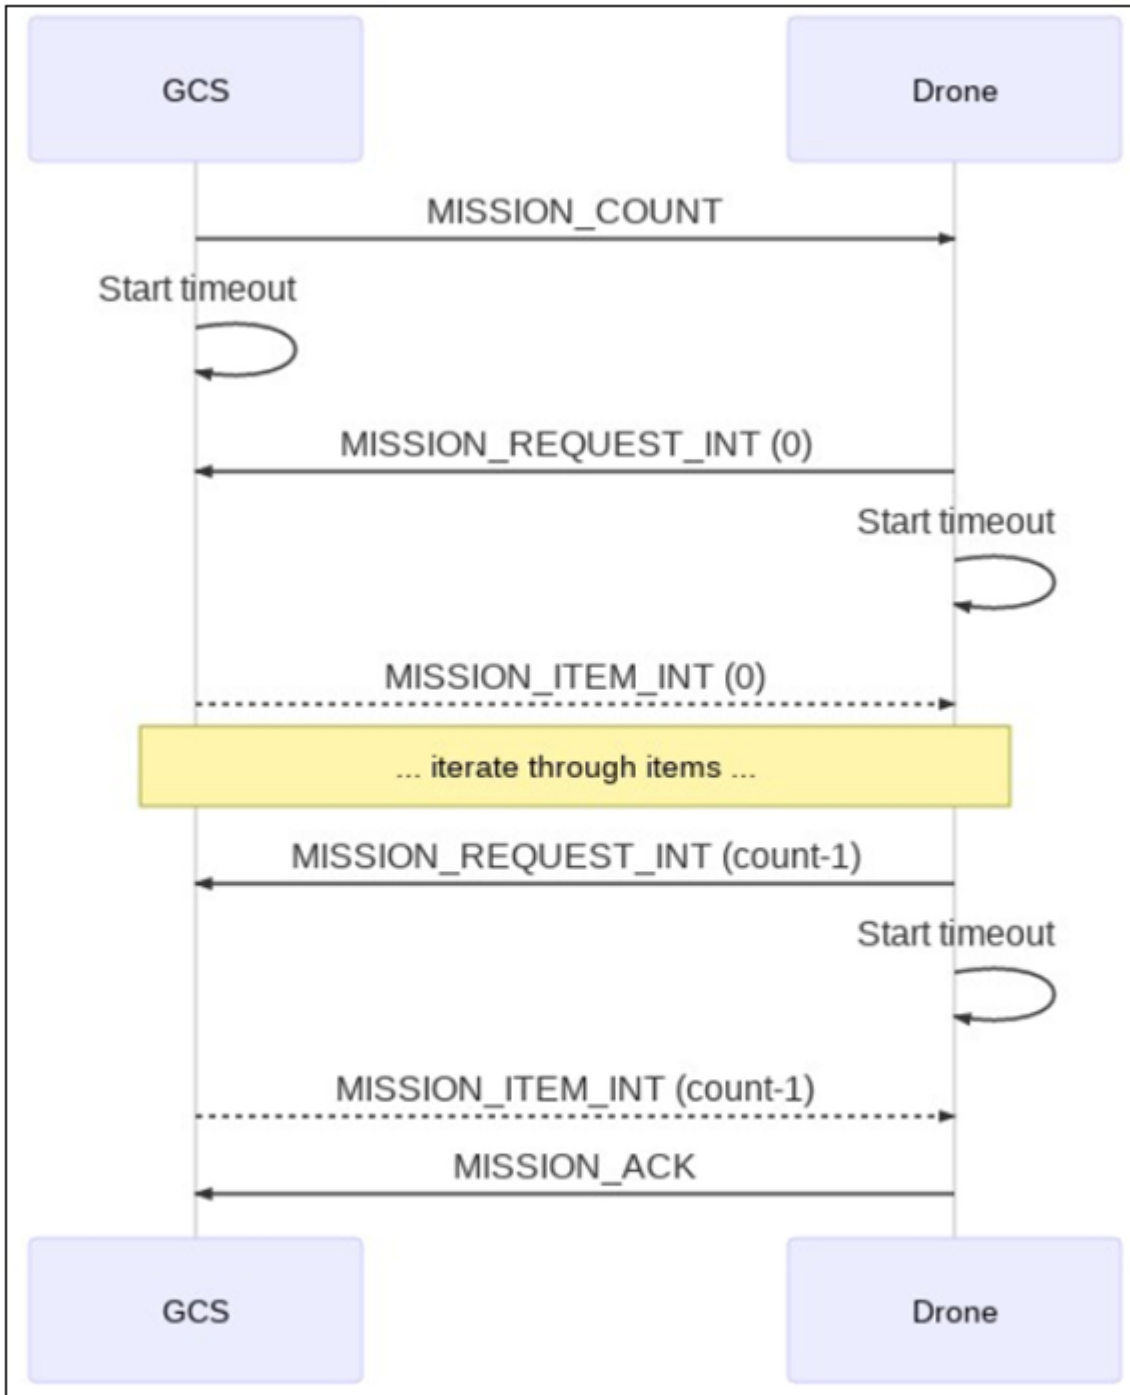 GCS
Drone
MISSION_COUNT
Start timeout
MISSION_REQUEST_INT (0)
Start timeout
MISSION_ITEM_INT (0)
... iterate through items ...
MISSION_REQUEST_INT (count-1)
Start timeout
MISSION_ITEM_INT (count-1)
MISSION_ACK
GCS
Drone